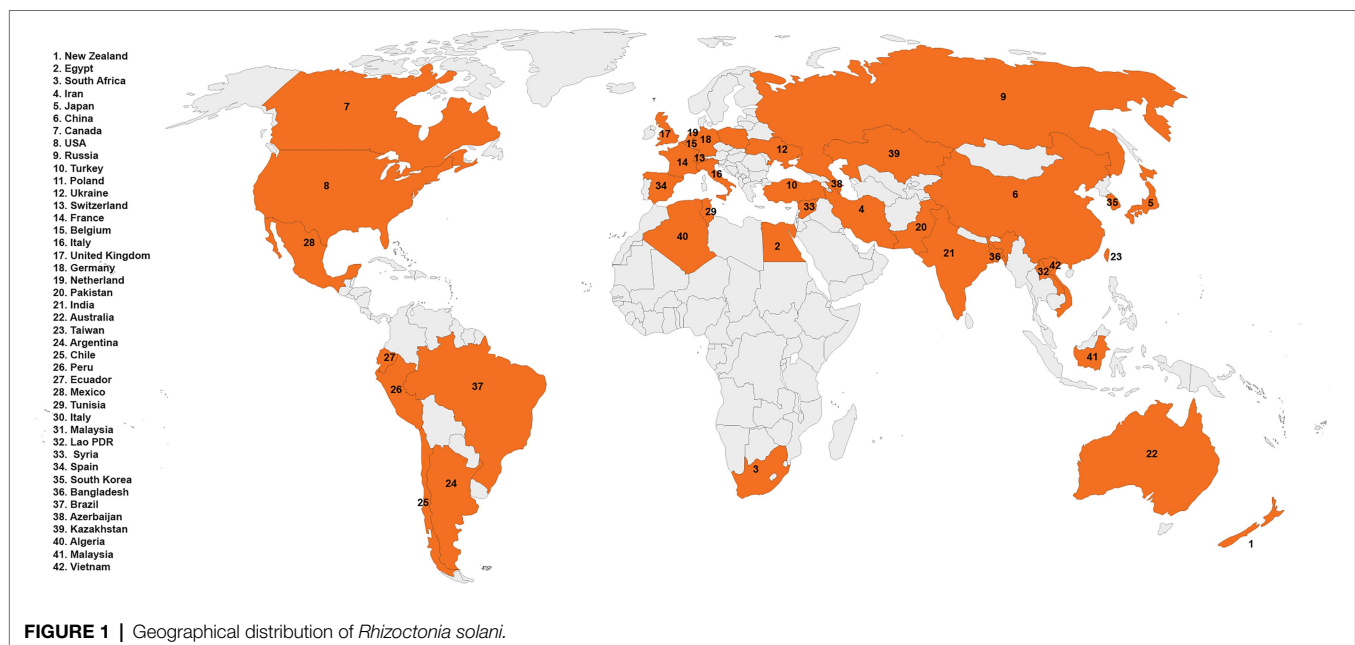 1. New Zealand
2. Egypt
3. South Africa
4. Iran
5. Japan
6. China
7. Canada
8. USA
9. Russia
10. Turkey
11. Poland
12. Ukraine
13. Switzerland
14. France
15. Belgium
16. Italy
17. United Kingdom
18. Germany
19. Netherland
20. Pakistan
21. India
22. Australia
23. Taiwan
24. Argentina
25. Chile
26. Peru
27. Ecuador
28. Mexico
29. Tunisia
30. Italy
31. Malaysia
32. Lao PDR
33. Syria
34. Spain
35. South Korea
36. Bangladesh
37. Brazil
38. Azerbaijan
39. Kazakhstan
40. Algeria
41. Malaysia
42. Vietnam
7
9
19
17
18
15
12
13
14
39
16
8
34
10
38
6
35
5
33
4
29
28
40
2
20
21
36
23
42
32
27
41
26
37
3
22
24
25
1
FIGURE 1 | Geographical distribution of Rhizoctonia solani.